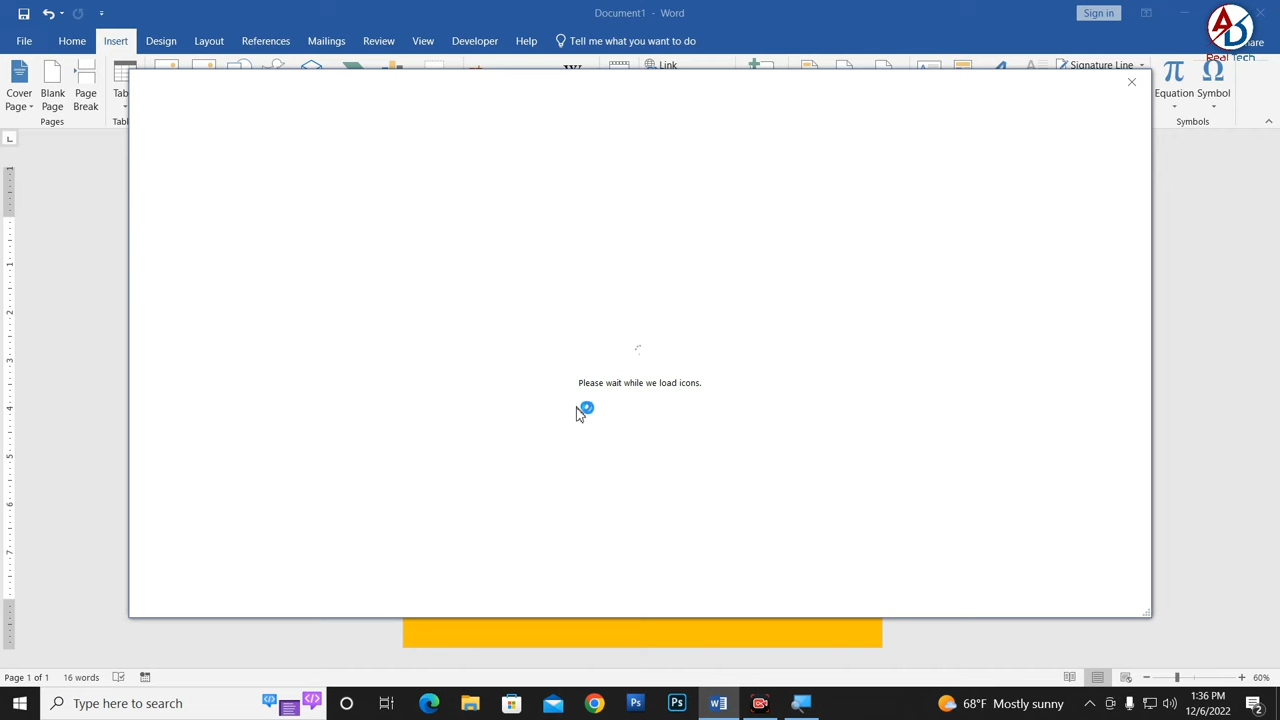 Document1 - Word
Sign in
File Home Insert Design Layout References Mailings Review View Developer Help Tell me what you want to do
Real Tech
Link
Signature Line
Cover Page
Blank Page
Page Break
Equation
Symbol
Pages
Symbols
Please wait while we load icons.
Page 1 of 1
16 words
60%
Type here to search
68°F Mostly sunny
1:36 PM
12/6/2022
2